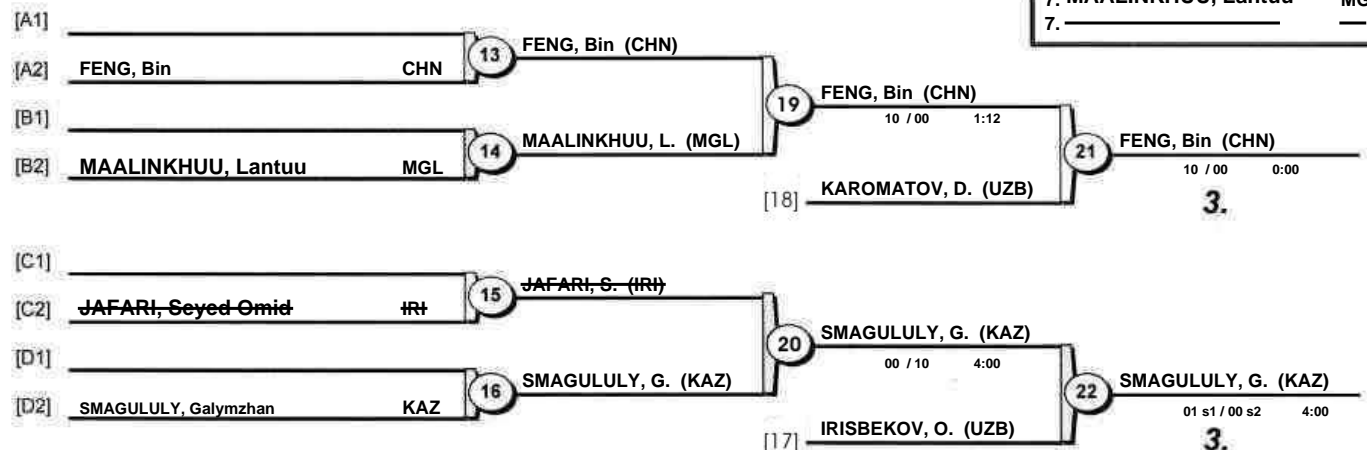 7. MAALINKHUU, Lantuu MG
7.
[A1]
[A2] FENG, Bin CHN
13 FENG, Bin (CHN)
[B1]
[B2] MAALINKHUU, Lantuu MGL
14 MAALINKHUU, L. (MGL)
19 FENG, Bin (CHN)
10 / 00 1:12
[18] KAROMATOV, D. (UZB)
21 FENG, Bin (CHN)
10 / 00 0:00
3.
[C1]
[C2] JAFARI, Seyed Omid IRI
15 JAFARI, S. (IRI)
[D1]
[D2] SMAGULULY, Galymzhan KAZ
16 SMAGULULY, G. (KAZ)
20 SMAGULULY, G. (KAZ)
00 / 10 4:00
[17] IRISBEKOV, O. (UZB)
22 SMAGULULY, G. (KAZ)
01 s1 / 00 s2 4:00
3.